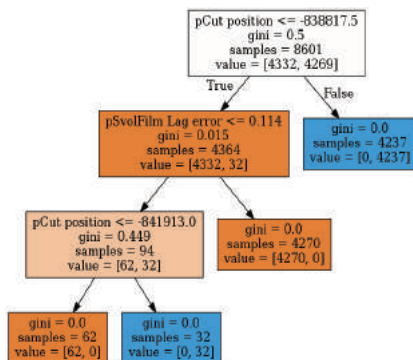 pCut position <= -838817.5
gini = 0.5
samples = 8601
value = [4332, 4269]
True
False
pSvolFilm Lag error <= 0.114
gini = 0.015
samples = 4364
value = [4332, 32]
gini = 0.0
samples = 4237
value = [0, 4237]
pCut position <= -841913.0
gini = 0.449
samples = 94
value = [62, 32]
gini = 0.0
samples = 4270
value = [4270, 0]
gini = 0.0
samples = 62
value = [62, 0]
gini = 0.0
samples = 32
value = [0, 32]